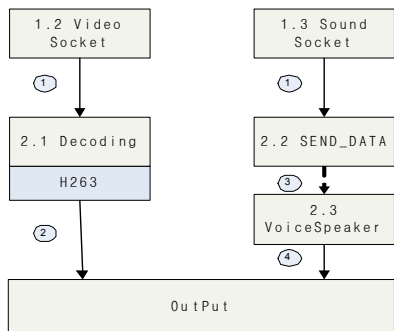 1.2 Video
Socket
1.3 Sound
Socket
1
1
2.1 Decoding
H263
2.2 SEND_DATA
3
2.3
VoiceSpeaker
2
4
OutPut